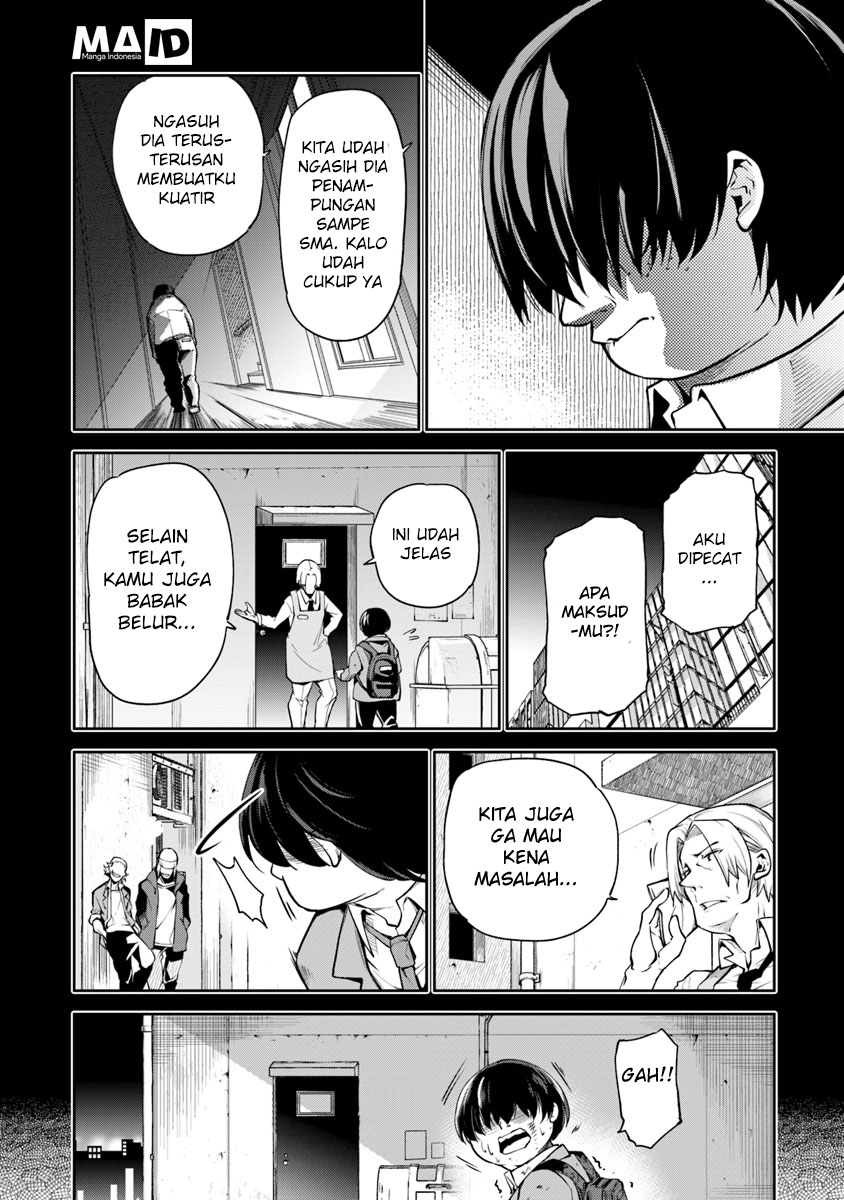 MAID
Manga Indonesia
KITA UDAH
NGASIH DIA
PENAM-
PUNGAN
SAMPE
SMA. KALO
UDAH
CUKUP YA
NGASUH
DIA TERUS-
TERUSAN
MEMBUATKU
KUATIR
AKU
DIPECAT
...
APA
MAKSUD
-MU?!
INI UDAH
JELAS
SELAIN
TELAT,
KAMU JUGA
BABAK
BELUR...
KITA JUGA
GA MAU
KENA
MASALAH...
GAH!!